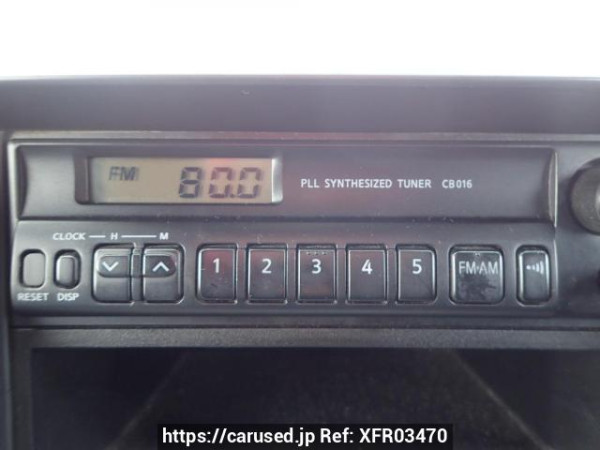 FM 80.0
PLL SYNTHESIZED TUNER CB016
CLOCK H M
RESET DISP
1 2 3 4 5 FM·AM
https://carused.jp Ref: XFR03470